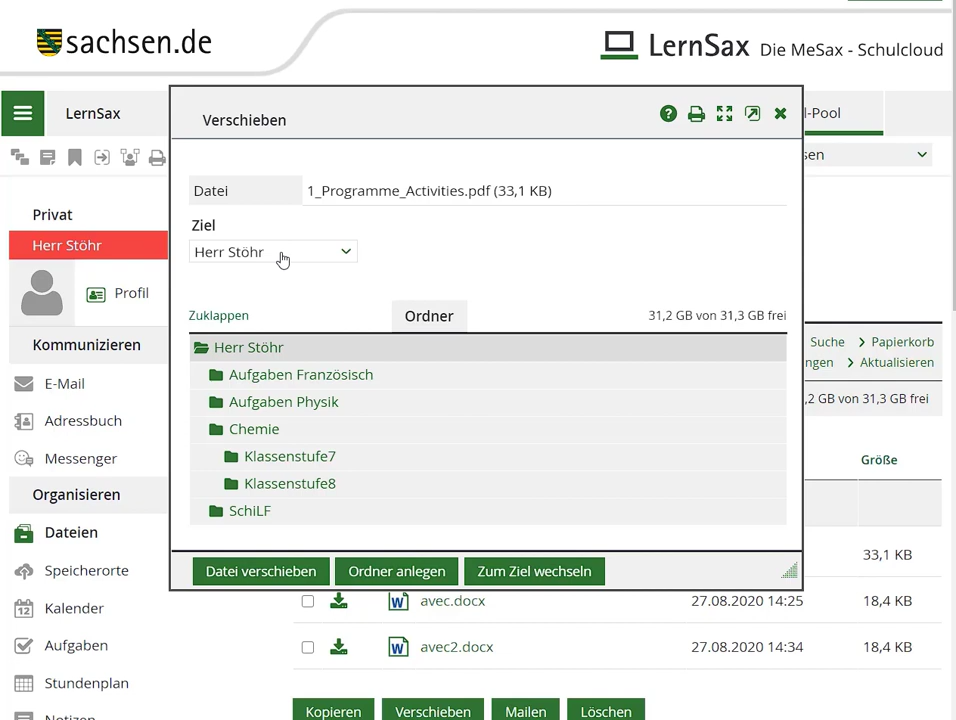 sachsen.de
LernSax Die MeSax - Schulcloud
LernSax
Verschieben
?
l-Pool
sen
Datei
1_Programme_Activities.pdf (33,1 KB)
Ziel
Herr Stöhr
Zuklappen
Ordner
31,2 GB von 31,3 GB frei
Herr Stöhr
Aufgaben Französisch
Aufgaben Physik
Chemie
Klassenstufe7
Klassenstufe8
SchiLF
Datei verschieben
Ordner anlegen
Zum Ziel wechseln
Privat
Herr Stöhr
Profil
Kommunizieren
E-Mail
Adressbuch
Messenger
Organisieren
Dateien
Speicherorte
12 Kalender
Aufgaben
Stundenplan
Notizen
Suche
Papierkorb
ngen
Aktualisieren
,2 GB von 31,3 GB frei
Größe
33,1 KB
W avec.docx 27.08.2020 14:25 18,4 KB
W avec2.docx 27.08.2020 14:34 18,4 KB
Kopieren
Verschieben
Mailen
Löschen